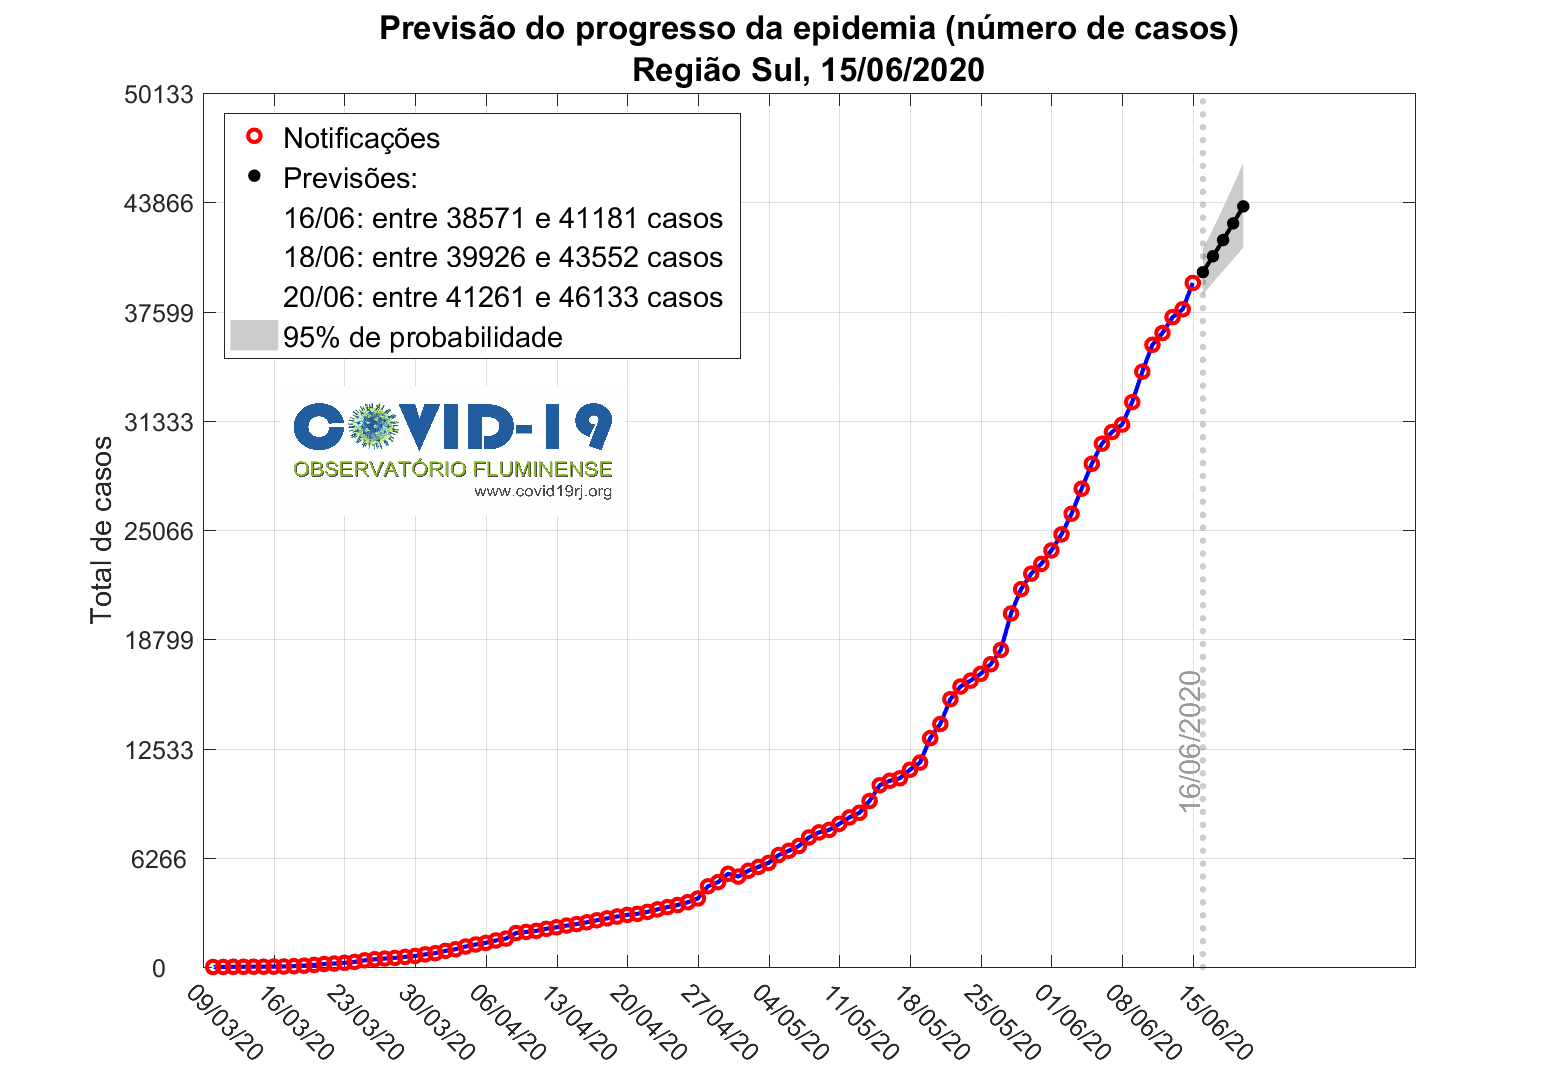 Previsão do progresso da epidemia (número de casos)
Região Sul, 15/06/2020
50133
43866
37599
31333
25066
18799
12533
6266
0
Total de casos
Notificações
Previsões:
16/06: entre 38571 e 41181 casos
18/06: entre 39926 e 43552 casos
20/06: entre 41261 e 46133 casos
95% de probabilidade
COVID-19
OBSERVATÓRIO FLUMINENSE
www.covid19rj.org
16/06/2020
09/03/20
16/03/20
23/03/20
30/03/20
06/04/20
13/04/20
20/04/20
27/04/20
04/05/20
11/05/20
18/05/20
25/05/20
01/06/20
08/06/20
15/06/20